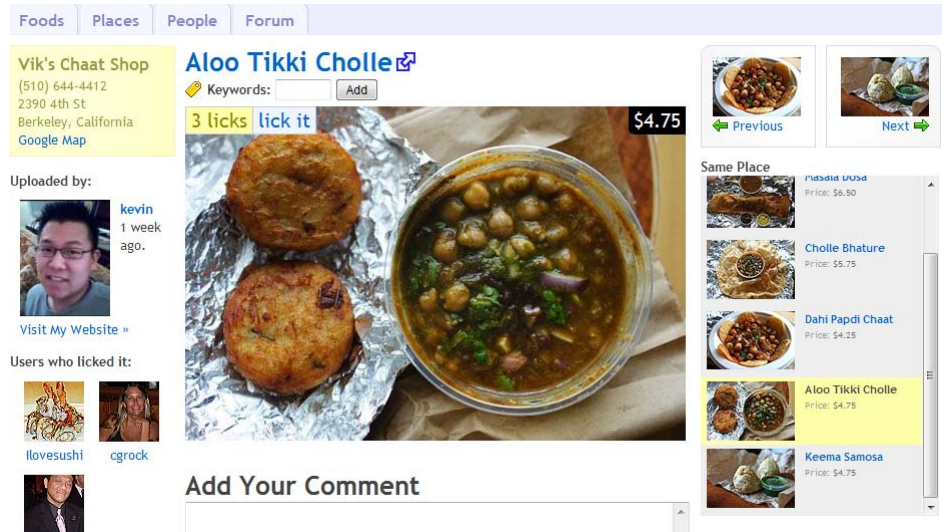 Foods Places People Forum
Vik's Chaat Shop
(510) 644-4412
2390 4th St
Berkeley, California
Google Map
Uploaded by:
kevin
1 week
ago.
Visit My Website »
Users who licked it:
Ilovesushi cgrock
Aloo Tikki Cholle
Keywords: Add
3 licks lick it $4.75
Add Your Comment
Previous Next
Same Place
Masala Dosa
Price: $6.50
Cholle Bhature
Price: $5.75
Dahi Papdi Chaat
Price: $4.25
Aloo Tikki Cholle
Price: $4.75
Keema Samosa
Price: $4.75